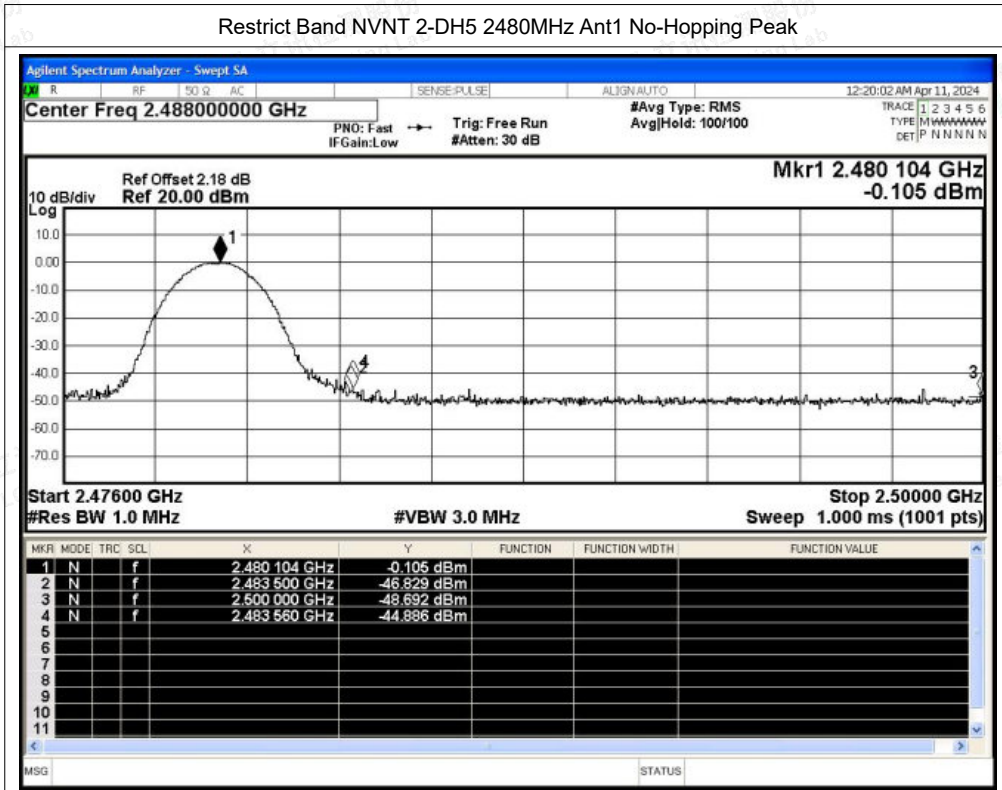 Restrict Band NVNT 2-DH5 2480MHz Ant1 No-Hopping Peak
Agilent Spectrum Analyzer - Swept SA
R RF 50 Ω AC SENSE:PULSE ALIGN AUTO 12:20:02 AM Apr 11, 2024
Center Freq 2.488000000 GHz #Avg Type: RMS TRACE 1 2 3 4 5 6
PNO: Fast Trig: Free Run Avg|Hold: 100/100 TYPE M
IFGain:Low #Atten: 30 dB DET P N N N N N
Mkr1 2.480 104 GHz
-0.105 dBm
Ref Offset 2.18 dB
10 dB/div Ref 20.00 dBm
Log
10.0
1
0.00
-10.0
-20.0
-30.0
4
-40.0
2 3
-50.0
-60.0
-70.0
Start 2.47600 GHz Stop 2.50000 GHz
#Res BW 1.0 MHz #VBW 3.0 MHz Sweep 1.000 ms (1001 pts)
MKR MODE TRC SCL X Y FUNCTION FUNCTION WIDTH FUNCTION VALUE
1 N f 2.480 104 GHz -0.105 dBm
2 N f 2.483 500 GHz -46.829 dBm
3 N f 2.500 000 GHz -48.692 dBm
4 N f 2.483 560 GHz -44.886 dBm
5
6
7
8
9
10
11
MSG STATUS